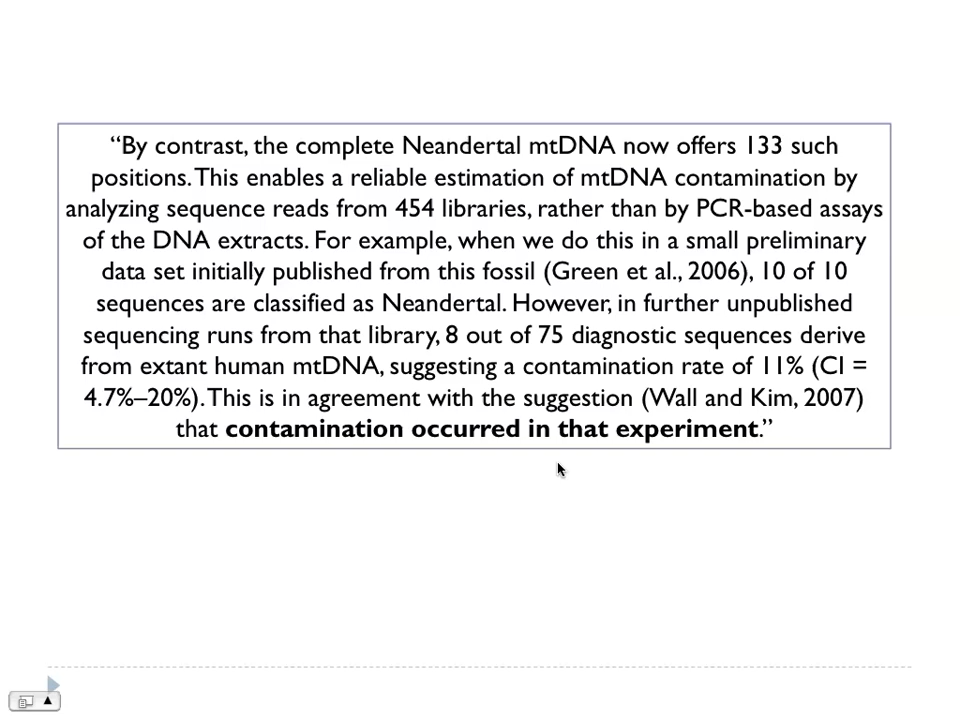 “By contrast, the complete Neandertal mtDNA now offers 133 such
positions. This enables a reliable estimation of mtDNA contamination by
analyzing sequence reads from 454 libraries, rather than by PCR-based assays
of the DNA extracts. For example, when we do this in a small preliminary
data set initially published from this fossil (Green et al., 2006), 10 of 10
sequences are classified as Neandertal. However, in further unpublished
sequencing runs from that library, 8 out of 75 diagnostic sequences derive
from extant human mtDNA, suggesting a contamination rate of 11% (CI =
4.7%–20%). This is in agreement with the suggestion (Wall and Kim, 2007)
that contamination occurred in that experiment.”